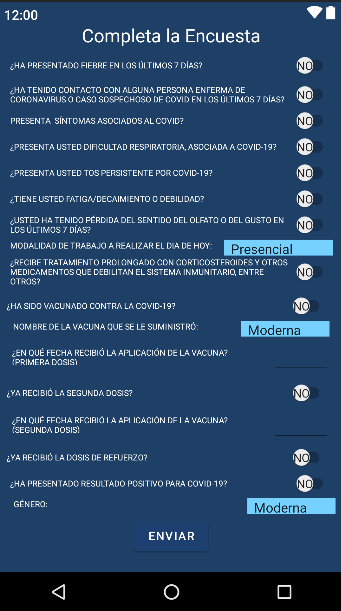 12:00
Completa la Encuesta
¿HA PRESENTADO FIEBRE EN LOS ÚLTIMOS 7 DÍAS?
NO
¿HA TENIDO CONTACTO CON ALGUNA PERSONA ENFERMA DE
CORONAVIRUS O CASO SOSPECHOSO DE COVID EN LOS ÚLTIMOS 7 DÍAS?
NO
PRESENTA SÍNTOMAS ASOCIADOS AL COVID?
NO
¿PRESENTA USTED DIFICULTAD RESPIRATORIA, ASOCIADA A COVID-19?
NO
¿PRESENTA USTED TOS PERSISTENTE POR COVID-19?
NO
¿TIENE USTED FATIGA/DECAIMIENTO O DEBILIDAD?
NO
¿USTED HA TENIDO PÉRDIDA DEL SENTIDO DEL OLFATO O DEL GUSTO EN
LOS ÚLTIMOS 7 DÍAS?
NO
MODALIDAD DE TRABAJO A REALIZAR EL DIA DE HOY:
Presencial
¿RECIBE TRATAMIENTO PROLONGADO CON CORTICOSTEROIDES Y OTROS
MEDICAMENTOS QUE DEBILITAN EL SISTEMA INMUNITARIO, ENTRE
OTROS?
NO
¿HA SIDO VACUNADO CONTRA LA COVID-19?
NO
NOMBRE DE LA VACUNA QUE SE LE SUMINISTRÓ:
Moderna
¿EN QUÉ FECHA RECIBIÓ LA APLICACIÓN DE LA VACUNA?
(PRIMERA DOSIS)
¿YA RECIBIÓ LA SEGUNDA DOSIS?
NO
¿EN QUÉ FECHA RECIBIÓ LA APLICACIÓN DE LA VACUNA?
(SEGUNDA DOSIS)
¿YA RECIBIÓ LA DOSIS DE REFUERZO?
NO
¿HA PRESENTADO RESULTADO POSITIVO PARA COVID-19?
NO
GÉNERO:
Moderna
ENVIAR